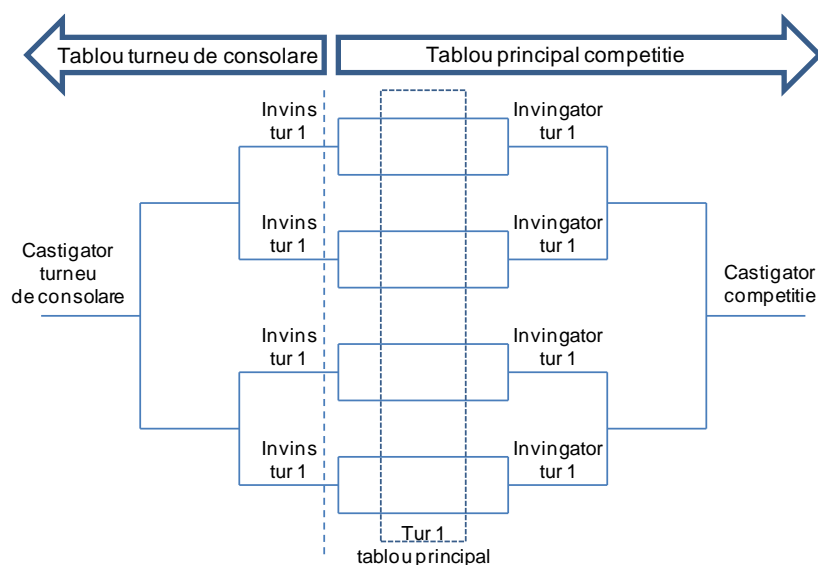 Tablou turneu de consolare
Tablou principal competitie
Invins
tur 1
Invingator
tur 1
Invins
tur 1
Invingator
tur 1
Castigator
turneu
de consolare
Castigator
competitie
Invins
tur 1
Invingator
tur 1
Invins
tur 1
Invingator
tur 1
Tur 1
tablou principal